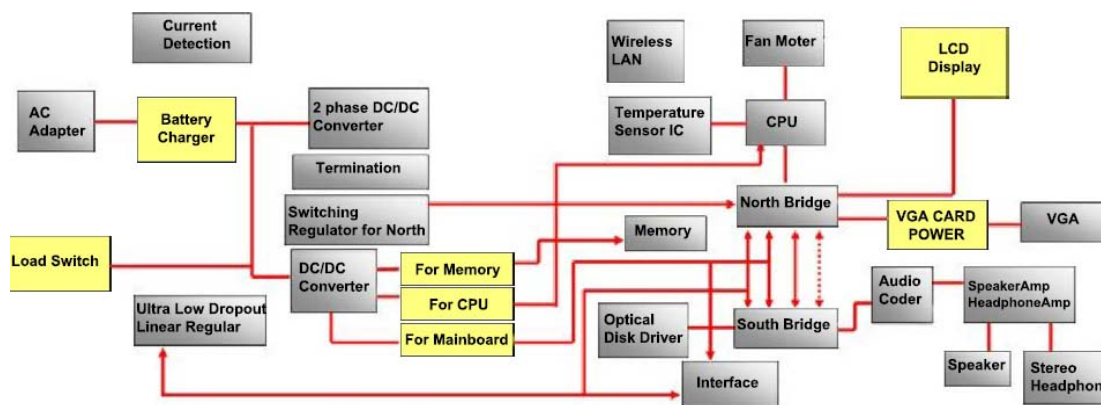 Current
Detection
AC
Adapter
Battery
Charger
2 phase DC/DC
Converter
Termination
Switching
Regulator for North
Load Switch
DC/DC
Converter
For Memory
For CPU
For Mainboard
Ultra Low Dropout
Linear Regular
Wireless
LAN
Fan Moter
LCD
Display
Temperature
Sensor IC
CPU
North Bridge
VGA CARD
POWER
VGA
Memory
Optical
Disk Driver
South Bridge
Audio
Coder
SpeakerAmp
HeadphoneAmp
Interface
Speaker
Stereo
Headphon